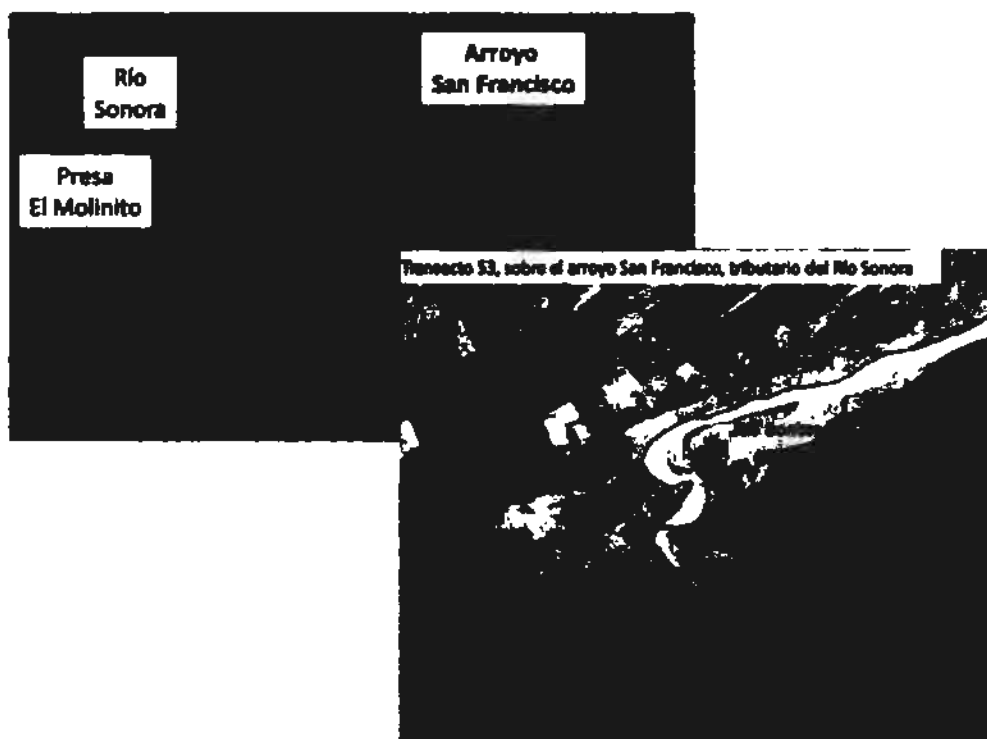 Río
Sonora
Arroyo
San Francisco
Presa
El Molinito
Transecto S3, sobre el arroyo San Francisco, tributario del Río Sonora